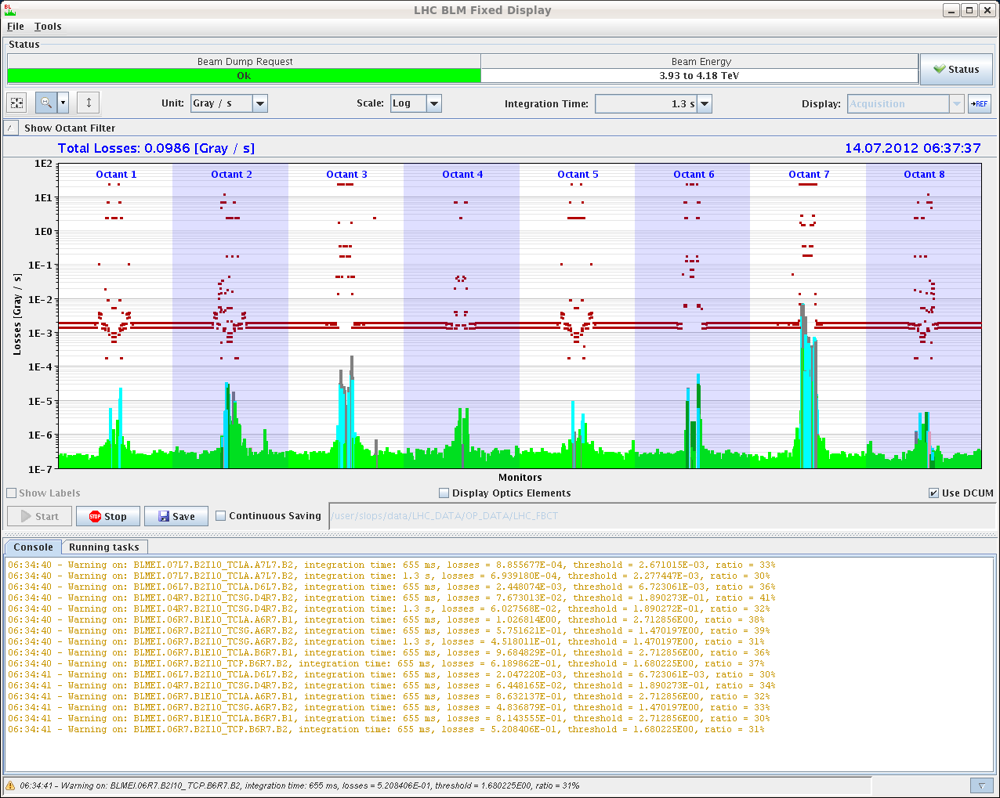 BL
LHC BLM Fixed Display
File Tools
Status
Beam Dump Request Beam Energy
Ok 3.93 to 4.18 TeV Status
Unit: Gray / s Scale: Log Integration Time: 1.3 s Display: Acquisition →REF
Show Octant Filter
Total Losses: 0.0986 [Gray / s] 14.07.2012 06:37:37
Octant 1 Octant 2 Octant 3 Octant 4 Octant 5 Octant 6 Octant 7 Octant 8
Losses [Gray / s]
1E2
1E1
1E0
1E-1
1E-2
1E-3
1E-4
1E-5
1E-6
1E-7
Monitors
Show Labels Display Optics Elements Use DCUM
Start STOP Stop Save Continuous Saving /user/slops/data/LHC_DATA/OP_DATA/LHC_FBCT
Console Running tasks
06:34:40 - Warning on: BLMEI.07L7.B2I10_TCLA.A7L7.B2, integration time: 655 ms, losses = 8.855677E-04, threshold = 2.671015E-03, ratio = 33%
06:34:40 - Warning on: BLMEI.07L7.B2I10_TCLA.A7L7.B2, integration time: 1.3 s, losses = 6.939180E-04, threshold = 2.277447E-03, ratio = 30%
06:34:40 - Warning on: BLMEI.06L7.B2I10_TCLA.D6L7.B2, integration time: 655 ms, losses = 2.448074E-03, threshold = 6.723061E-03, ratio = 36%
06:34:40 - Warning on: BLMEI.04R7.B2I10_TCSG.D4R7.B2, integration time: 655 ms, losses = 7.673013E-02, threshold = 1.890273E-01, ratio = 41%
06:34:40 - Warning on: BLMEI.04R7.B2I10_TCSG.D4R7.B2, integration time: 1.3 s, losses = 6.027568E-02, threshold = 1.890272E-01, ratio = 32%
06:34:40 - Warning on: BLMEI.06R7.B1E10_TCLA.A6R7.B1, integration time: 655 ms, losses = 1.026814E00, threshold = 2.712856E00, ratio = 38%
06:34:40 - Warning on: BLMEI.06R7.B2I10_TCSG.A6R7.B2, integration time: 655 ms, losses = 5.751621E-01, threshold = 1.470197E00, ratio = 39%
06:34:40 - Warning on: BLMEI.06R7.B2I10_TCSG.A6R7.B2, integration time: 1.3 s, losses = 4.518011E-01, threshold = 1.470197E00, ratio = 31%
06:34:40 - Warning on: BLMEI.06R7.B1E10_TCLA.B6R7.B1, integration time: 655 ms, losses = 9.684829E-01, threshold = 2.712856E00, ratio = 36%
06:34:40 - Warning on: BLMEI.06R7.B2I10_TCP.B6R7.B2, integration time: 655 ms, losses = 6.189862E-01, threshold = 1.680225E00, ratio = 37%
06:34:41 - Warning on: BLMEI.06L7.B2I10_TCLA.D6L7.B2, integration time: 655 ms, losses = 2.047220E-03, threshold = 6.723061E-03, ratio = 30%
06:34:41 - Warning on: BLMEI.04R7.B2I10_TCSG.D4R7.B2, integration time: 655 ms, losses = 6.448165E-02, threshold = 1.890273E-01, ratio = 34%
06:34:41 - Warning on: BLMEI.06R7.B1E10_TCLA.A6R7.B1, integration time: 655 ms, losses = 8.632137E-01, threshold = 2.712856E00, ratio = 32%
06:34:41 - Warning on: BLMEI.06R7.B2I10_TCSG.A6R7.B2, integration time: 655 ms, losses = 4.836879E-01, threshold = 1.470197E00, ratio = 33%
06:34:41 - Warning on: BLMEI.06R7.B1E10_TCLA.B6R7.B1, integration time: 655 ms, losses = 8.143555E-01, threshold = 2.712856E00, ratio = 30%
06:34:41 - Warning on: BLMEI.06R7.B2I10_TCP.B6R7.B2, integration time: 655 ms, losses = 5.208406E-01, threshold = 1.680225E00, ratio = 31%
06:34:41 - Warning on: BLMEI.06R7.B2I10_TCP.B6R7.B2, integration time: 655 ms, losses = 5.208406E-01, threshold = 1.680225E00, ratio = 31%